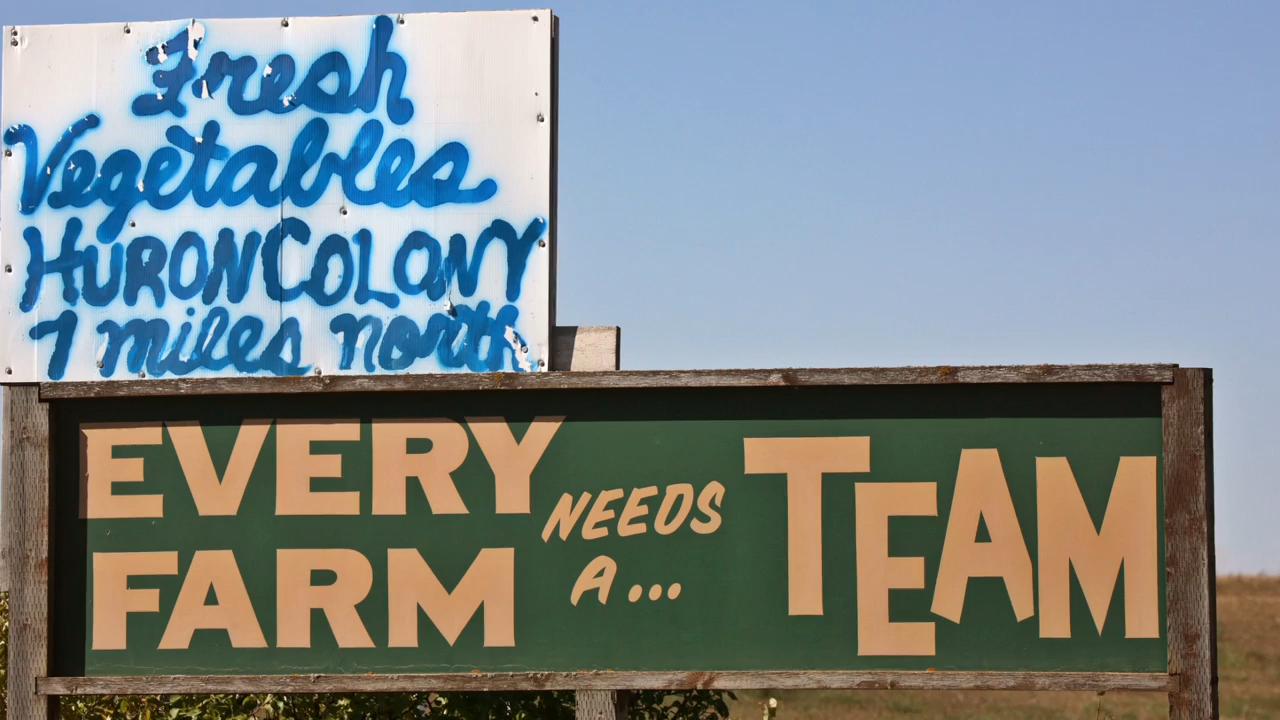 Fresh
Vegetables
HURON COLONY
7 miles north
EVERY
FARM
NEEDS
A...
TEAM